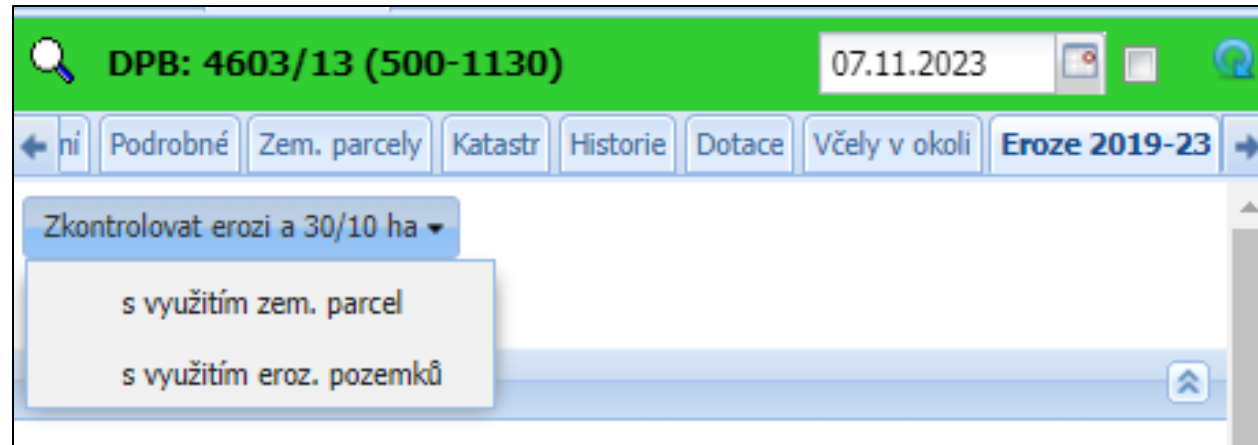 DPB: 4603/13 (500-1130) 07.11.2023
ní Podrobné Zem. parcely Katastr Historie Dotace Včely v okoli Eroze 2019-23
Zkontrolovat erozi a 30/10 ha
s využitím zem. parcel
s využitím eroz. pozemků